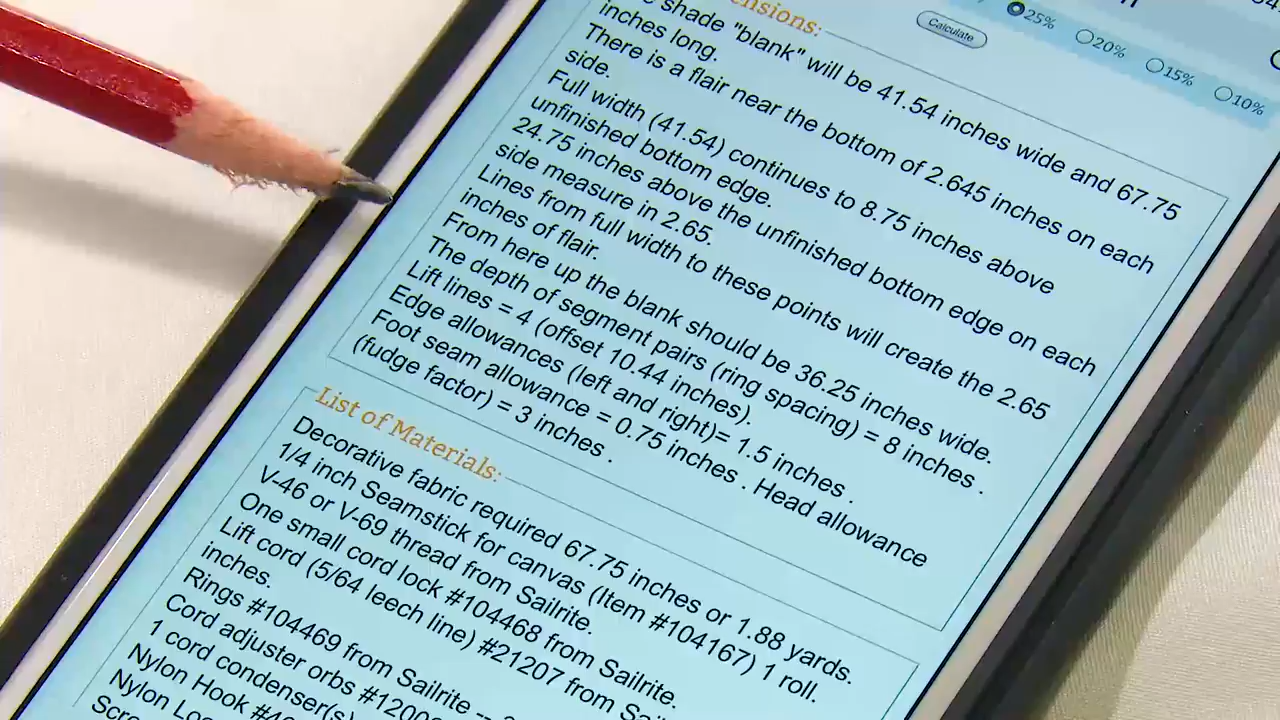 25% 20% 15% 10%
Calculate
shade "blank" will be 41.54 inches wide and 67.75
inches long.
There is a flair near the bottom of 2.645 inches on each
side.
Full width (41.54) continues to 8.75 inches above
unfinished bottom edge.
24.75 inches above the unfinished bottom edge on each
side measure in 2.65.
Lines from full width to these points will create the 2.65
inches of flair.
From here up the blank should be 36.25 inches wide.
The depth of segment pairs (ring spacing) = 8 inches .
Lift lines = 4 (offset 10.44 inches).
Edge allowances (left and right)= 1.5 inches .
Foot seam allowance = 0.75 inches . Head allowance
(fudge factor) = 3 inches .
List of Materials:
Decorative fabric required 67.75 inches or 1.88 yards.
1/4 inch Seamstick for canvas (Item #104167) 1 roll.
V-46 or V-69 thread from Sailrite.
One small cord lock #104468 from Sailrite.
Lift cord (5/64 leech line) #21207 from
inches.
Rings #104469 from Sailrite --
Cord adjuster orbs
1 cord condenser(s)
Nylon Hook
Nylon